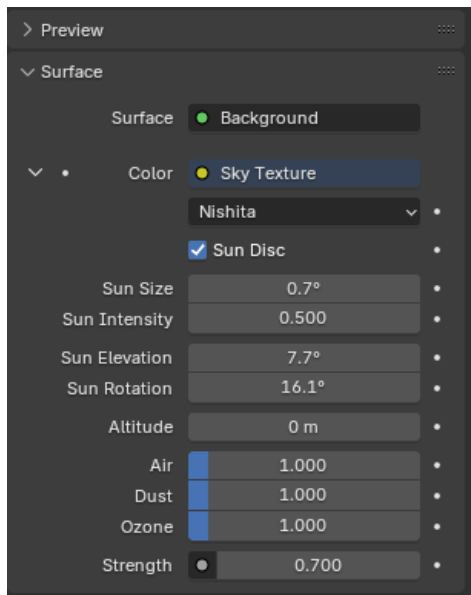 Preview
Surface
Surface Background
Color Sky Texture
Nishita
Sun Disc
Sun Size 0.7°
Sun Intensity 0.500
Sun Elevation 7.7°
Sun Rotation 16.1°
Altitude 0 m
Air 1.000
Dust 1.000
Ozone 1.000
Strength 0.700